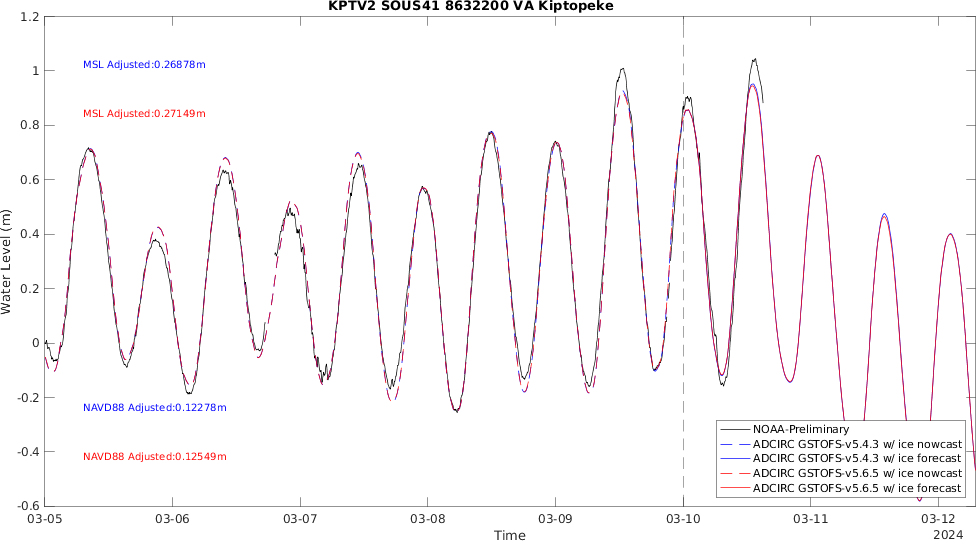 KPTV2 SOUS41 8632200 VA Kiptopeke
1.2
1
0.8
0.6
0.4
0.2
0
-0.2
-0.4
-0.6
Water Level (m)
MSL Adjusted:0.26878m
MSL Adjusted:0.27149m
NAVD88 Adjusted:0.12278m
NAVD88 Adjusted:0.12549m
NOAA-Preliminary
ADCIRC GSTOFS-v5.4.3 w/ ice nowcast
ADCIRC GSTOFS-v5.4.3 w/ ice forecast
ADCIRC GSTOFS-v5.6.5 w/ ice nowcast
ADCIRC GSTOFS-v5.6.5 w/ ice forecast
03-05 03-06 03-07 03-08 03-09 03-10 03-11 03-12
Time
2024